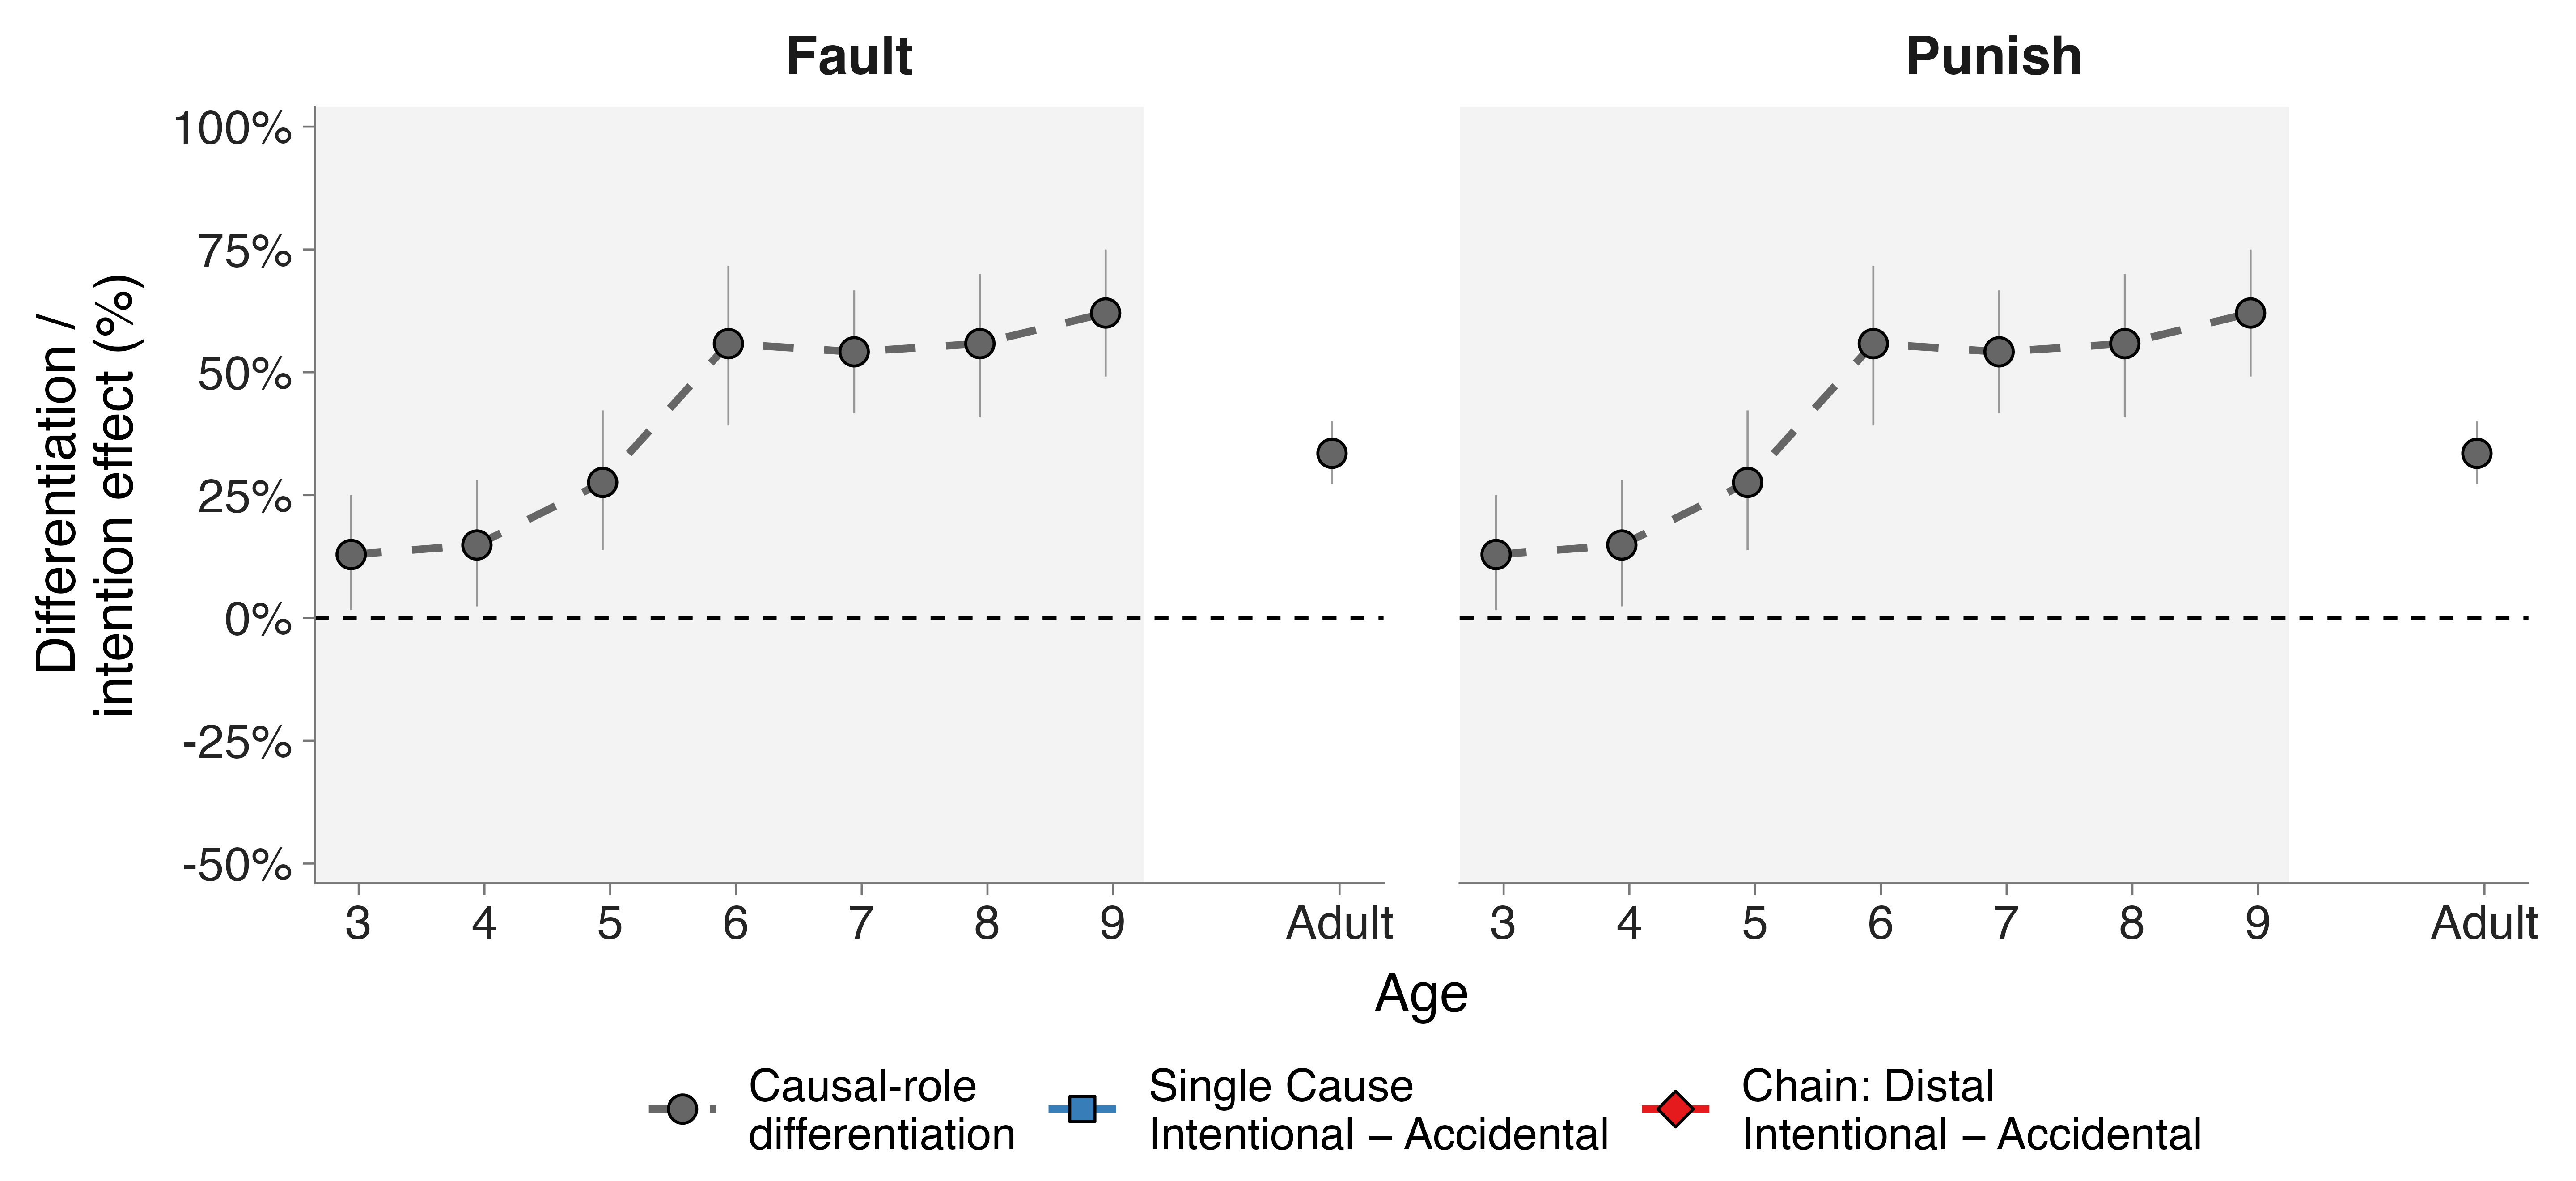 Fault
Punish
Differentiation /
intention effect (%)
100%
75%
50%
25%
0%
-25%
-50%
3 4 5 6 7 8 9 Adult
3 4 5 6 7 8 9 Adult
Age
Causal-role
differentiation
Single Cause
Intentional – Accidental
Chain: Distal
Intentional – Accidental